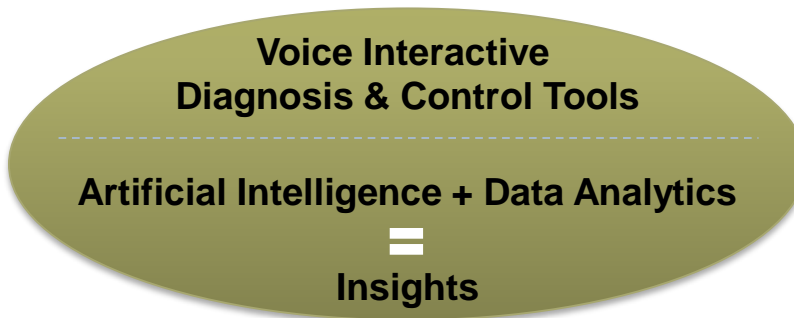 Voice Interactive
Diagnosis & Control Tools
Artificial Intelligence + Data Analytics
=
Insights